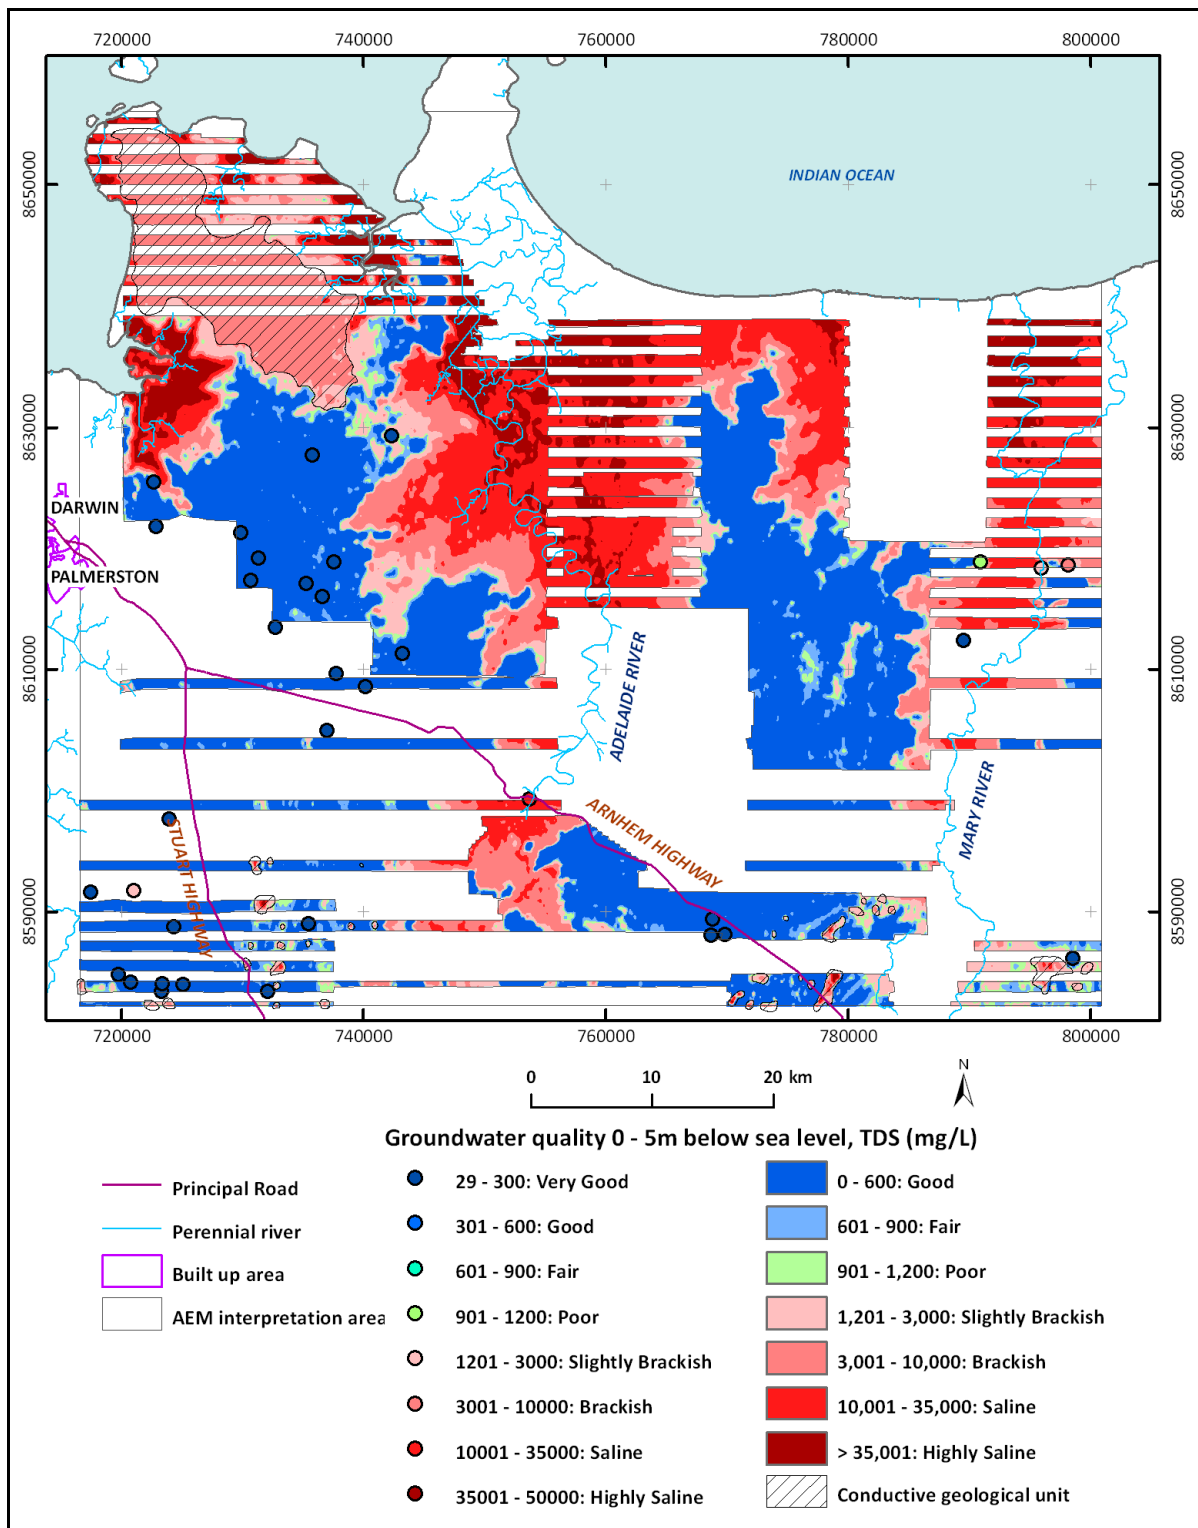 720000 740000 760000 780000 800000
8650000 8650000
INDIAN OCEAN
8630000 8630000
DARWIN
PALMERSTON
8610000 8610000
ADELAIDE RIVER
MARY RIVER
ARNHEM HIGHWAY
STUART HIGHWAY
8590000 8590000
720000 740000 760000 780000 800000
0 10 20 km
N
Groundwater quality 0 - 5m below sea level, TDS (mg/L)
Principal Road
Perennial river
Built up area
AEM interpretation area
29 - 300: Very Good
301 - 600: Good
601 - 900: Fair
901 - 1200: Poor
1201 - 3000: Slightly Brackish
3001 - 10000: Brackish
10001 - 35000: Saline
35001 - 50000: Highly Saline
0 - 600: Good
601 - 900: Fair
901 - 1,200: Poor
1,201 - 3,000: Slightly Brackish
3,001 - 10,000: Brackish
10,001 - 35,000: Saline
> 35,001: Highly Saline
Conductive geological unit